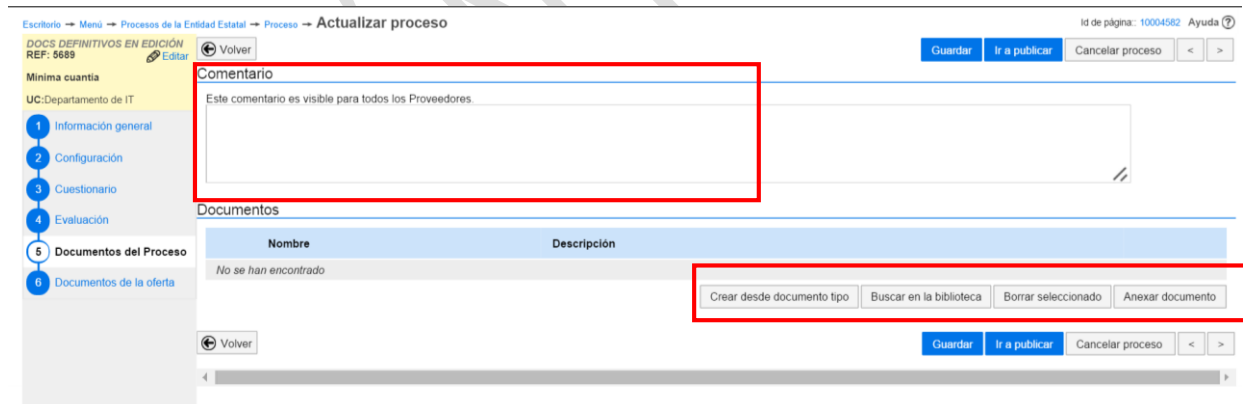 Escritorio → Menú → Procesos de la Entidad Estatal → Proceso → Actualizar proceso
Id de página:: 10004582 Ayuda ?
DOCS DEFINITIVOS EN EDICIÓN
REF: 5689 Editar
Mínima cuantía
UC:Departamento de IT
1 Información general
2 Configuración
3 Cuestionario
4 Evaluación
5 Documentos del Proceso
6 Documentos de la oferta
Volver Guardar Ir a publicar Cancelar proceso < >
Comentario
Este comentario es visible para todos los Proveedores.
Documentos
Nombre Descripción
No se han encontrado
Crear desde documento tipo Buscar en la biblioteca Borrar seleccionado Anexar documento
Volver Guardar Ir a publicar Cancelar proceso < >